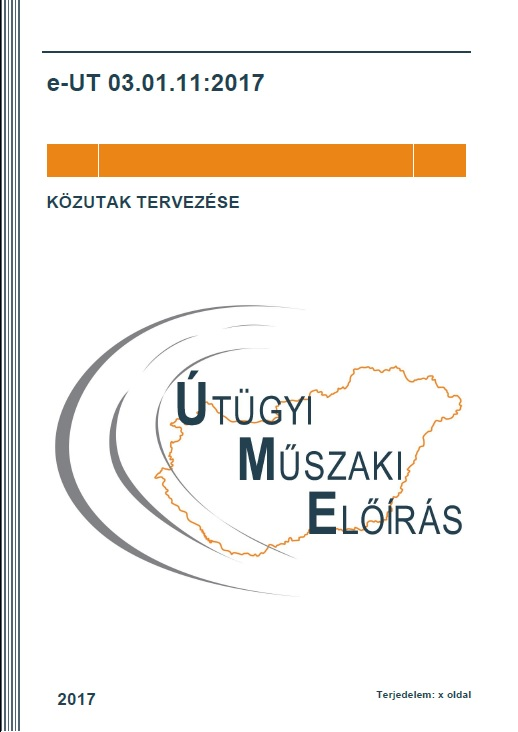 e-UT 03.01.11:2017
KÖZUTAK TERVEZÉSE
ÚTÜGYI
MŰSZAKI
ELŐÍRÁS
2017
Terjedelem: x oldal